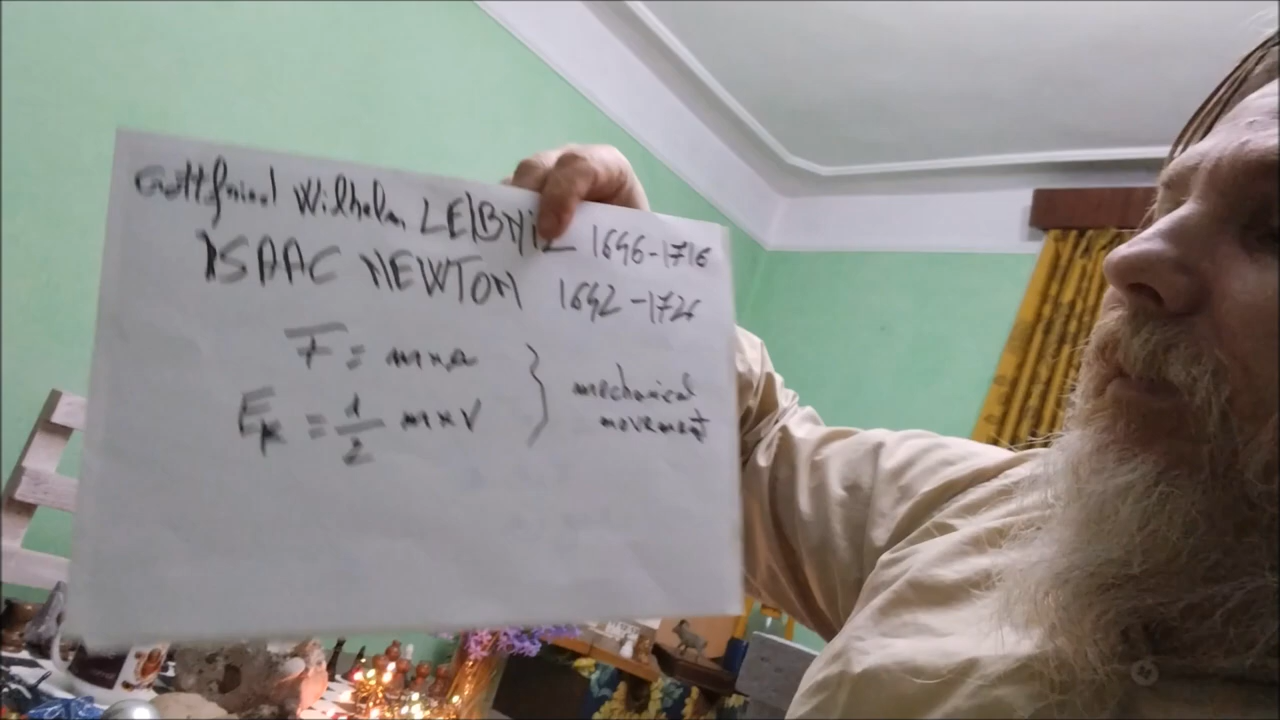 Gottfried Wilhelm LEIBNIZ 1646-1716
ISAAC NEWTON 1642-1726
F = m×a
Ek = 1/2 m×V
} mechanical
movement